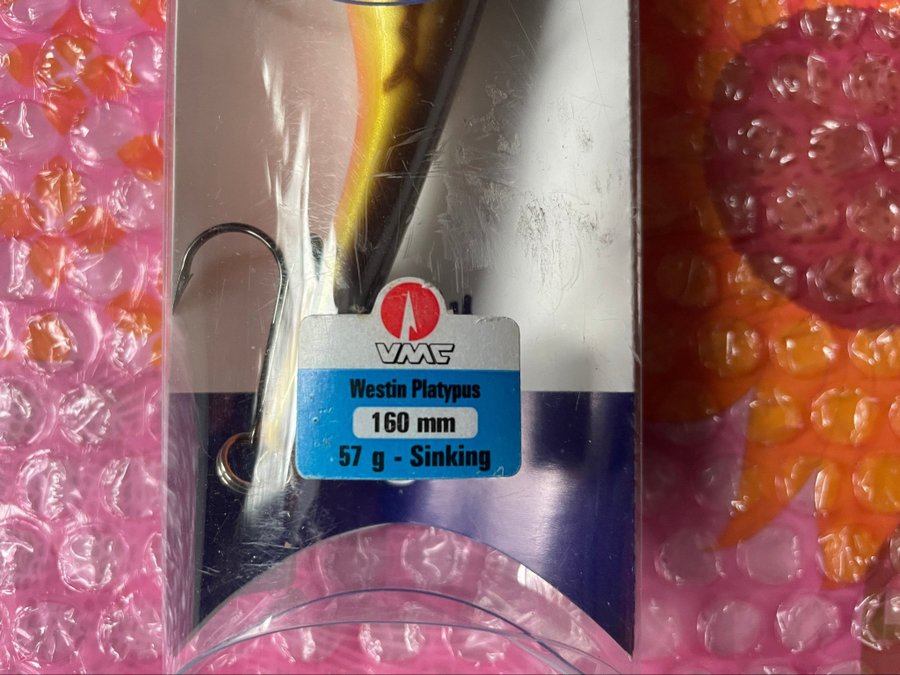 VMC
Westin Platypus
160 mm
57 g - Sinking